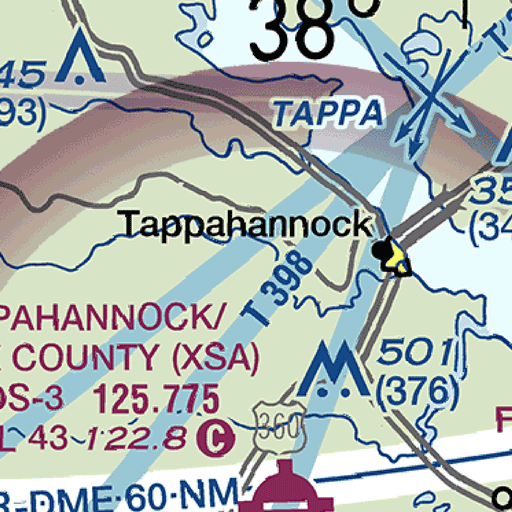 38°
45
93)
TAPPA
35
(34
Tappahannock
T 398
PAHANNOCK/
COUNTY (XSA)
OS-3 125.775
L 43-122.8 C
501
(376)
360
R-DME 60 NM